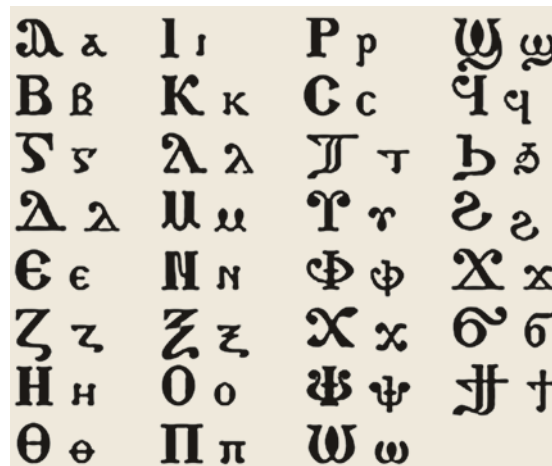 Ⲁ ⲁ Ⲓ ⲓ Ⲣ ⲣ Ϣ ϣ
Ⲃ ⲃ Ⲕ ⲕ Ⲥ ⲥ Ϥ ϥ
Ⲅ ⲅ Ⲗ ⲗ Ⲧ ⲧ Ϧ ϧ
Ⲇ ⲇ Ⲙ ⲙ Ⲩ ⲩ Ϩ ϩ
Ⲉ ⲉ Ⲛ ⲛ Ⲫ ⲫ Ϫ ϫ
Ⲍ ⲍ Ⲝ ⲝ Ⲭ ⲭ Ϭ ϭ
Ⲏ ⲏ Ⲟ ⲟ Ⲯ ⲯ Ϯ ϯ
Ⲑ ⲑ Ⲡ ⲡ Ⲱ ⲱ